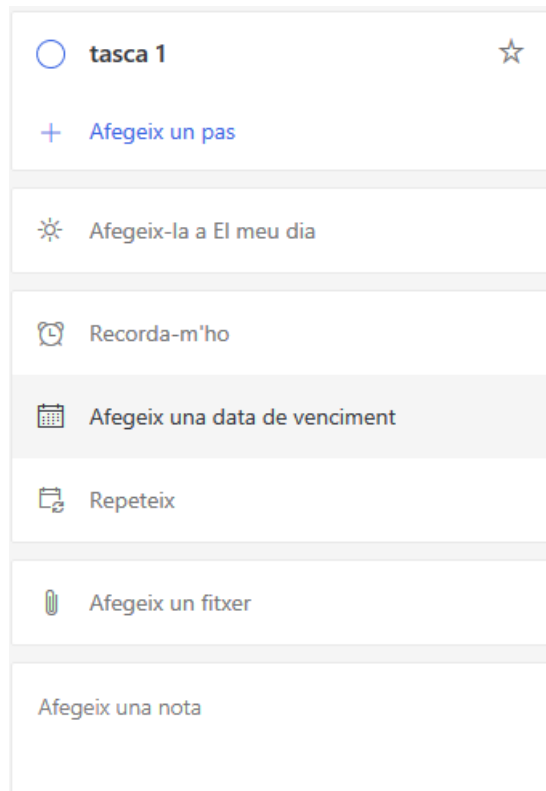 tasca 1
Afegeix un pas
Afegeix-la a El meu dia
Recorda-m'ho
Afegeix una data de venciment
Repeteix
Afegeix un fitxer
Afegeix una nota